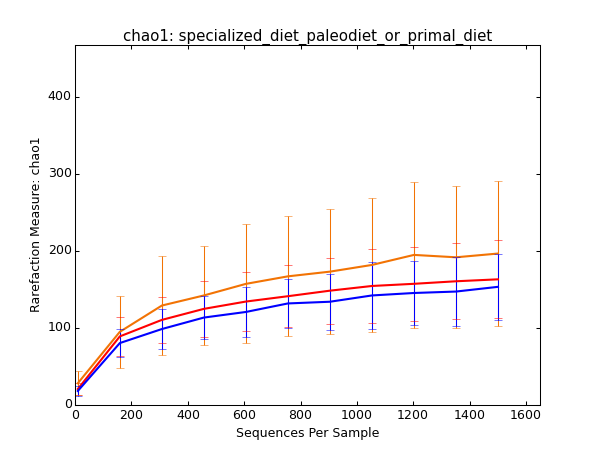 chao1: specialized_diet_paleodiet_or_primal_diet
400
300
200
100
0
Rarefaction Measure: chao1
0 200 400 600 800 1000 1200 1400 1600
Sequences Per Sample